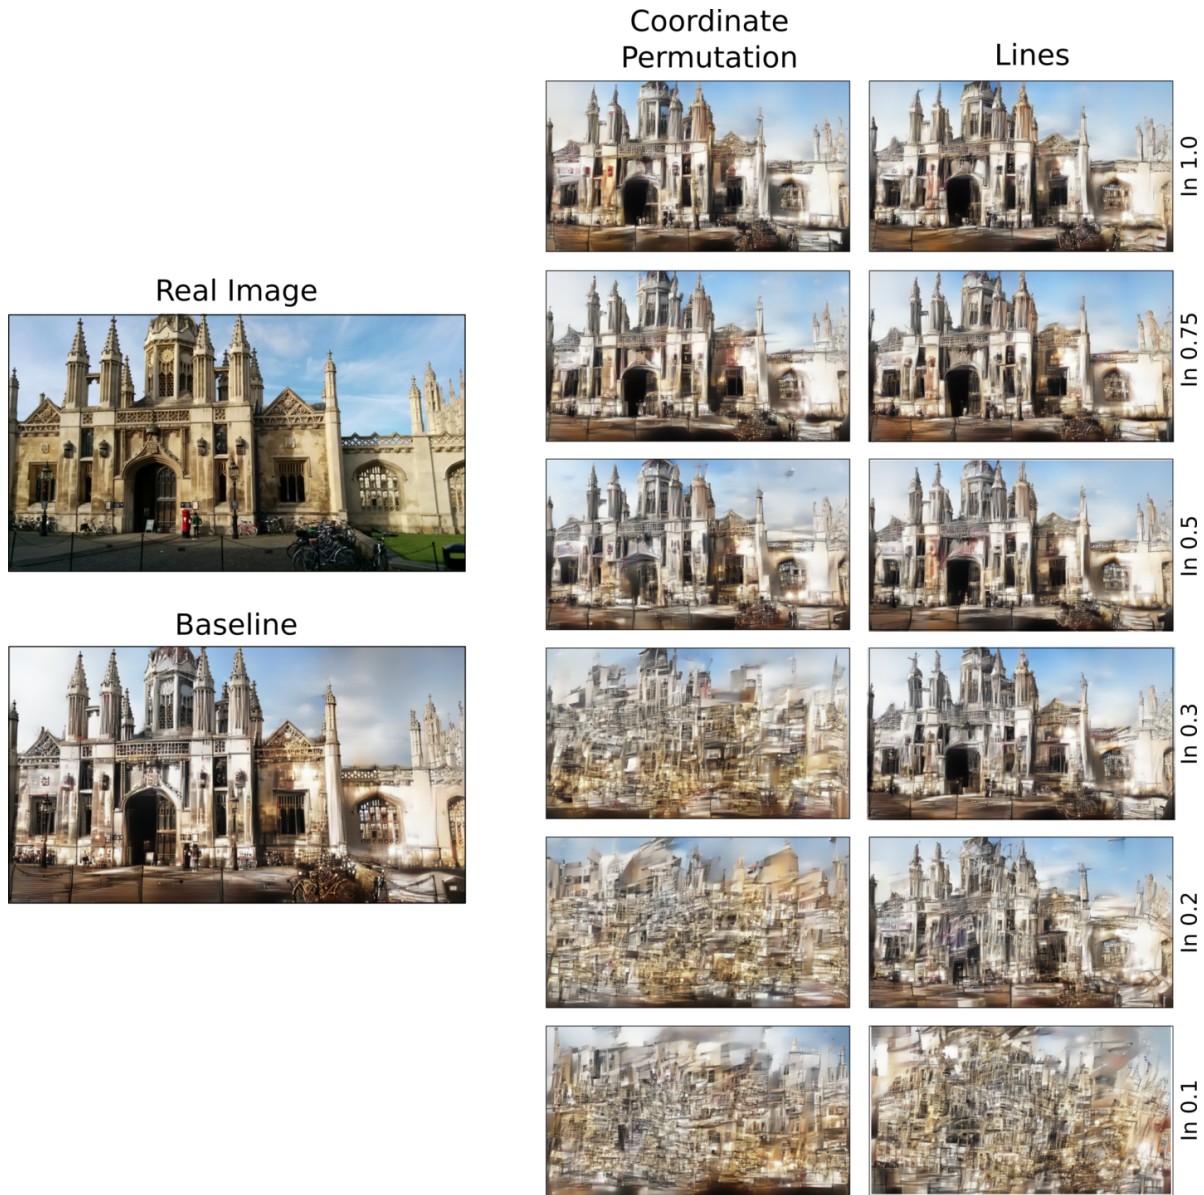 Coordinate
Permutation
Lines
In 1.0
Real Image
In 0.75
In 0.5
Baseline
In 0.3
In 0.2
In 0.1